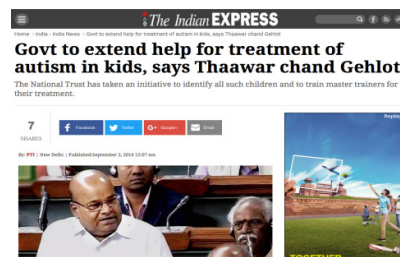 The Indian EXPRESS
Home › India › India News › Govt to extend help for treatment of autism in kids, says Thaawar chand Gehlot
Govt to extend help for treatment of
autism in kids, says Thaawar chand Gehlot
The National Trust has taken an initiative to identify all such children and to train master trainers for
their treatment.
7
SHARES
Facebook
Twitter
Google+
Email
By: PTI | New Delhi | Published:September 2, 2016 12:07 am
Replay
TOGETHER